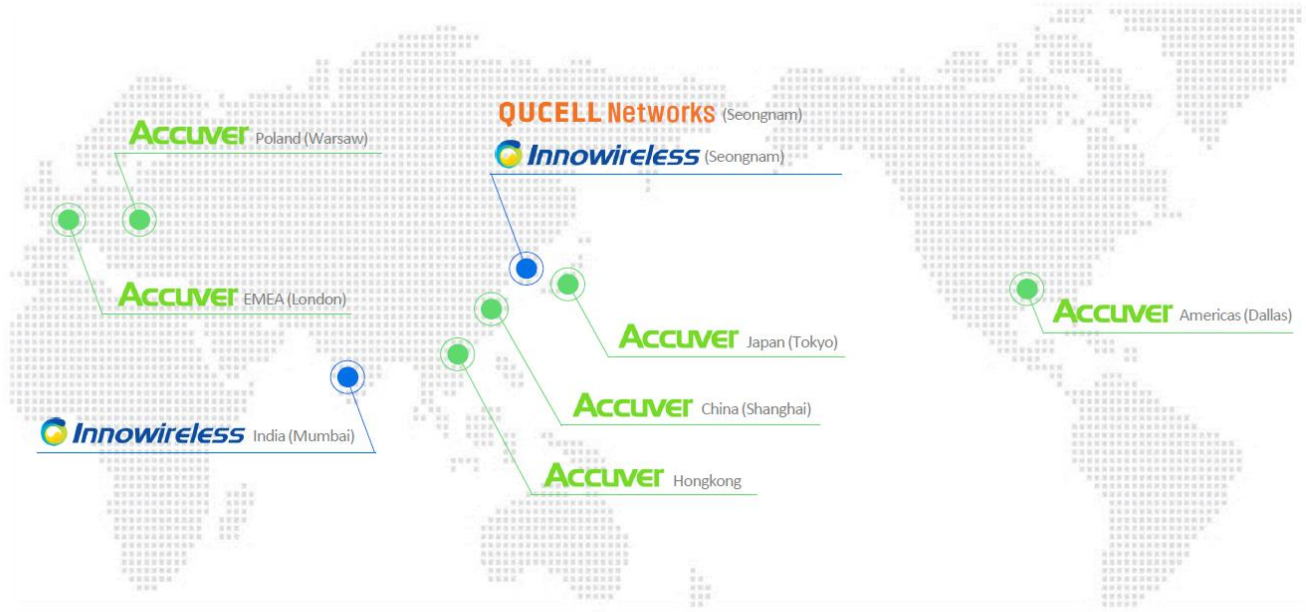 QUCELL Networks (Seongnam)
Innowireless (Seongnam)
Accuver Poland (Warsaw)
Accuver EMEA (London)
Accuver Americas (Dallas)
Accuver Japan (Tokyo)
Accuver China (Shanghai)
Innowireless India (Mumbai)
Accuver Hongkong